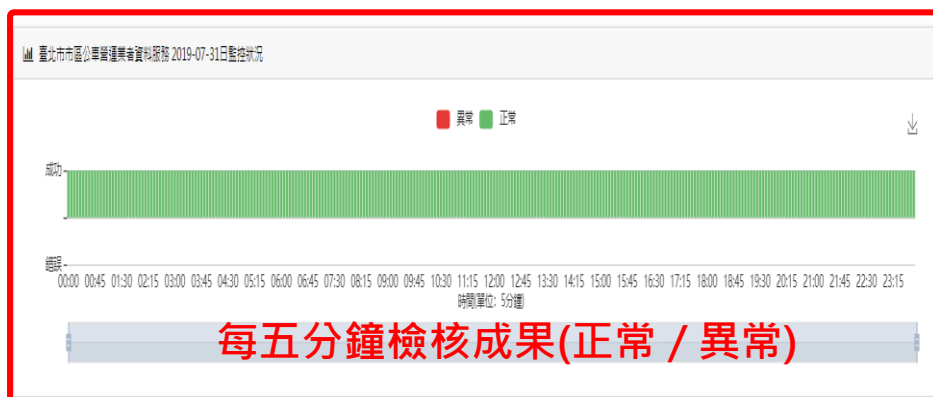 臺北市市區公車營運業者資料服務 2019-07-31日監控狀況
異常 正常
成功
錯誤
00:00 00:45 01:30 02:15 03:00 03:45 04:30 05:15 06:00 06:45 07:30 08:15 09:00 09:45 10:30 11:15 12:00 12:45 13:30 14:15 15:00 15:45 16:30 17:15 18:00 18:45 19:30 20:15 21:00 21:45 22:30 23:15
時間(單位: 5分鐘)
每五分鐘檢核成果(正常 / 異常)